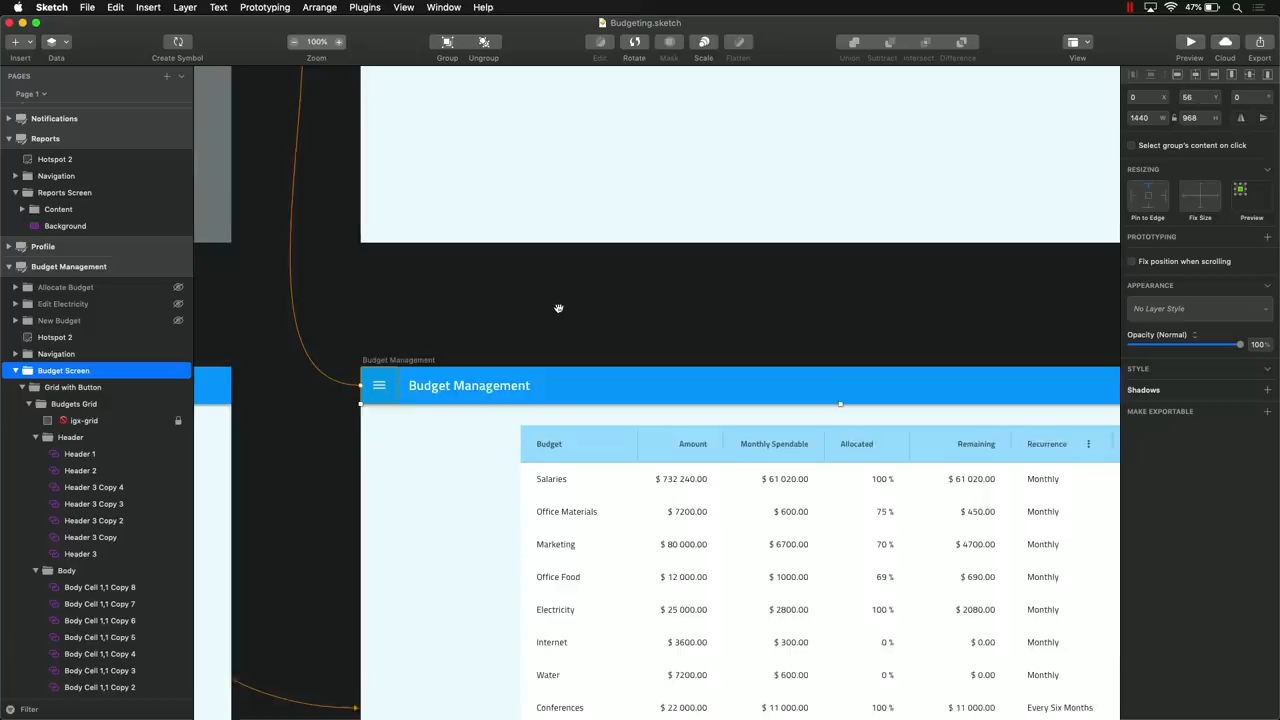 Sketch File Edit Insert Layer Text Prototyping Arrange Plugins View Window Help 47%
Budgeting.sketch
100%
Insert Data Create Symbol Zoom Group Ungroup Edit Rotate Mask Scale Flatten Union Subtract Intersect Difference View Preview Cloud Export
PAGES
Page 1
Notifications
Reports
Hotspot 2
Navigation
Reports Screen
Content
Background
Profile
Budget Management
Allocate Budget
Edit Electricity
New Budget
Hotspot 2
Navigation
Budget Screen
Grid with Button
Budgets Grid
igx-grid
Header
Header 1
Header 2
Header 3 Copy 4
Header 3 Copy 3
Header 3 Copy 2
Header 3 Copy
Header 3
Body
Body Cell 1,1 Copy 8
Body Cell 1,1 Copy 7
Body Cell 1,1 Copy 6
Body Cell 1,1 Copy 5
Body Cell 1,1 Copy 4
Body Cell 1,1 Copy 3
Body Cell 1,1 Copy 2
Filter
Budget Management
Budget Management
Budget Amount Monthly Spendable Allocated Remaining Recurrence
Salaries $ 732 240.00 $ 61 020.00 100 % $ 61 020.00 Monthly
Office Materials $ 7200.00 $ 600.00 75 % $ 450.00 Monthly
Marketing $ 80 000.00 $ 6700.00 70 % $ 4700.00 Monthly
Office Food $ 12 000.00 $ 1000.00 69 % $ 690.00 Monthly
Electricity $ 25 000.00 $ 2800.00 100 % $ 2080.00 Monthly
Internet $ 3600.00 $ 300.00 0 % $ 0.00 Monthly
Water $ 7200.00 $ 600.00 0 % $ 0.00 Monthly
Conferences $ 22 000.00 $ 11 000.00 100 % $ 11 000.00 Every Six Months
0 X 56 Y 0 °
1440 W 968 H
Select group's content on click
RESIZING
Pin to Edge Fix Size Preview
PROTOTYPING
Fix position when scrolling
APPEARANCE
No Layer Style
Opacity (Normal) 100%
STYLE
Shadows
MAKE EXPORTABLE